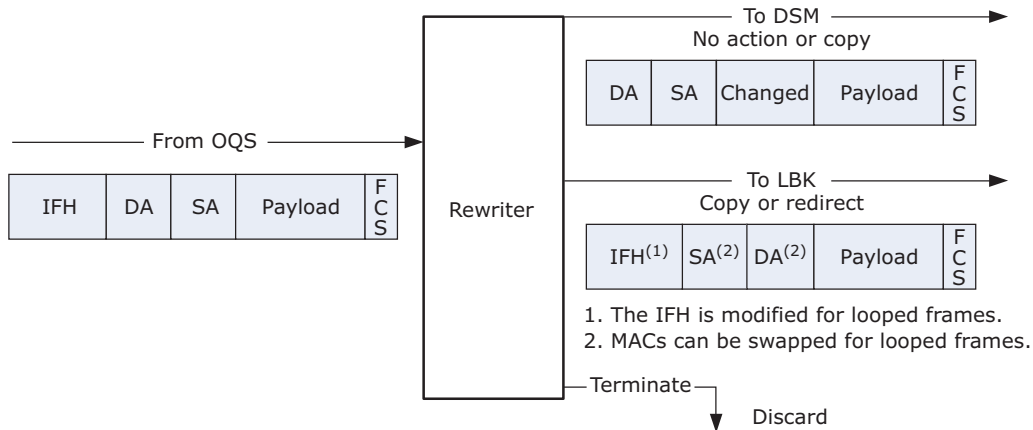 To DSM
No action or copy
DA SA Changed Payload FCS
From OQS
IFH DA SA Payload FCS
Rewriter
To LBK
Copy or redirect
IFH(1) SA(2) DA(2) Payload FCS
1. The IFH is modified for looped frames.
2. MACs can be swapped for looped frames.
Terminate
Discard